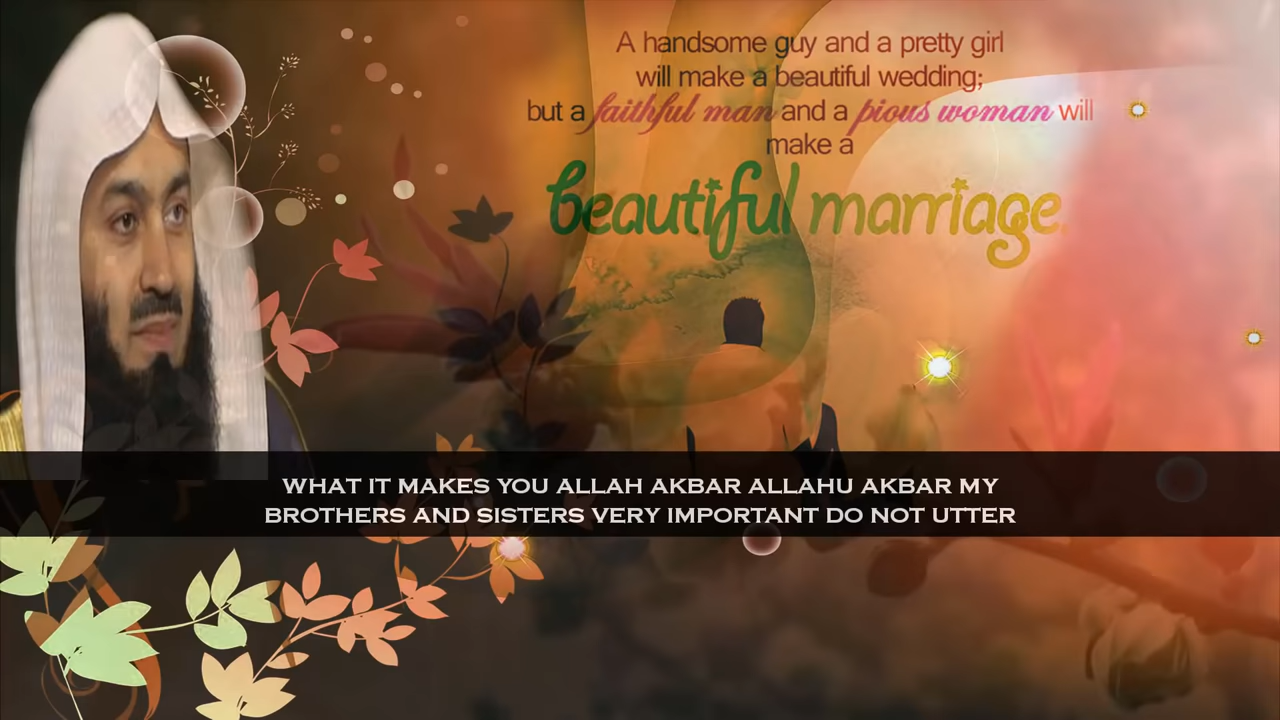 A handsome guy and a pretty girl
will make a beautiful wedding;
but a faithful man and a pious woman will
make a
beautiful marriage.
WHAT IT MAKES YOU ALLAH AKBAR ALLAHU AKBAR MY
BROTHERS AND SISTERS VERY IMPORTANT DO NOT UTTER